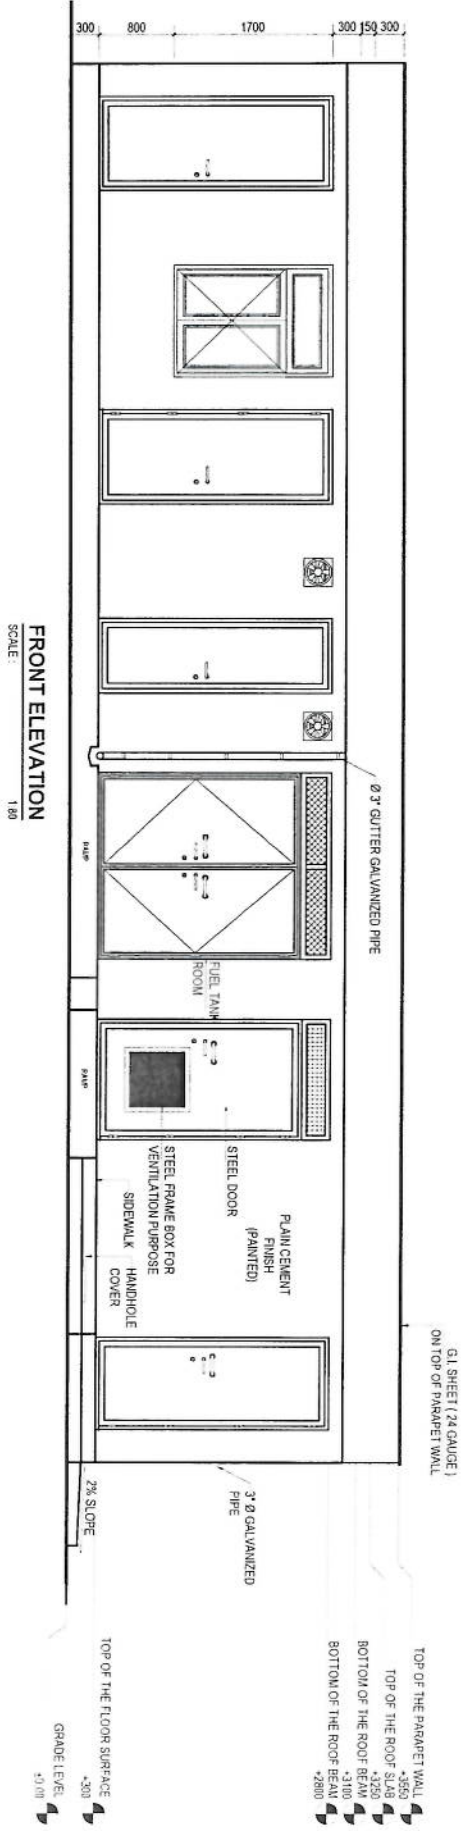 300 800 1700 300 150 300
G.I. SHEET ( 24 GAUGE )
ON TOP OF PARAPET WALL
Ø 3" GUTTER GALVANIZED PIPE
PLAIN CEMENT
FINISH
(PAINTED)
STEEL DOOR
STEEL FRAME BOX FOR
VENTILATION PURPOSE
FUEL TANK
ROOM
SIDEWALK
HANDHOLE
COVER
RAMP
RAMP
3" Ø GALVANIZED
PIPE
2% SLOPE
TOP OF THE PARAPET WALL
+3550
TOP OF THE ROOF SLAB
+3250
BOTTOM OF THE ROOF BEAM
+3100
BOTTOM OF THE ROOF BEAM
+2800
TOP OF THE FLOOR SURFACE
+300
GRADE LEVEL
±0.00
FRONT ELEVATION
SCALE : 1:80